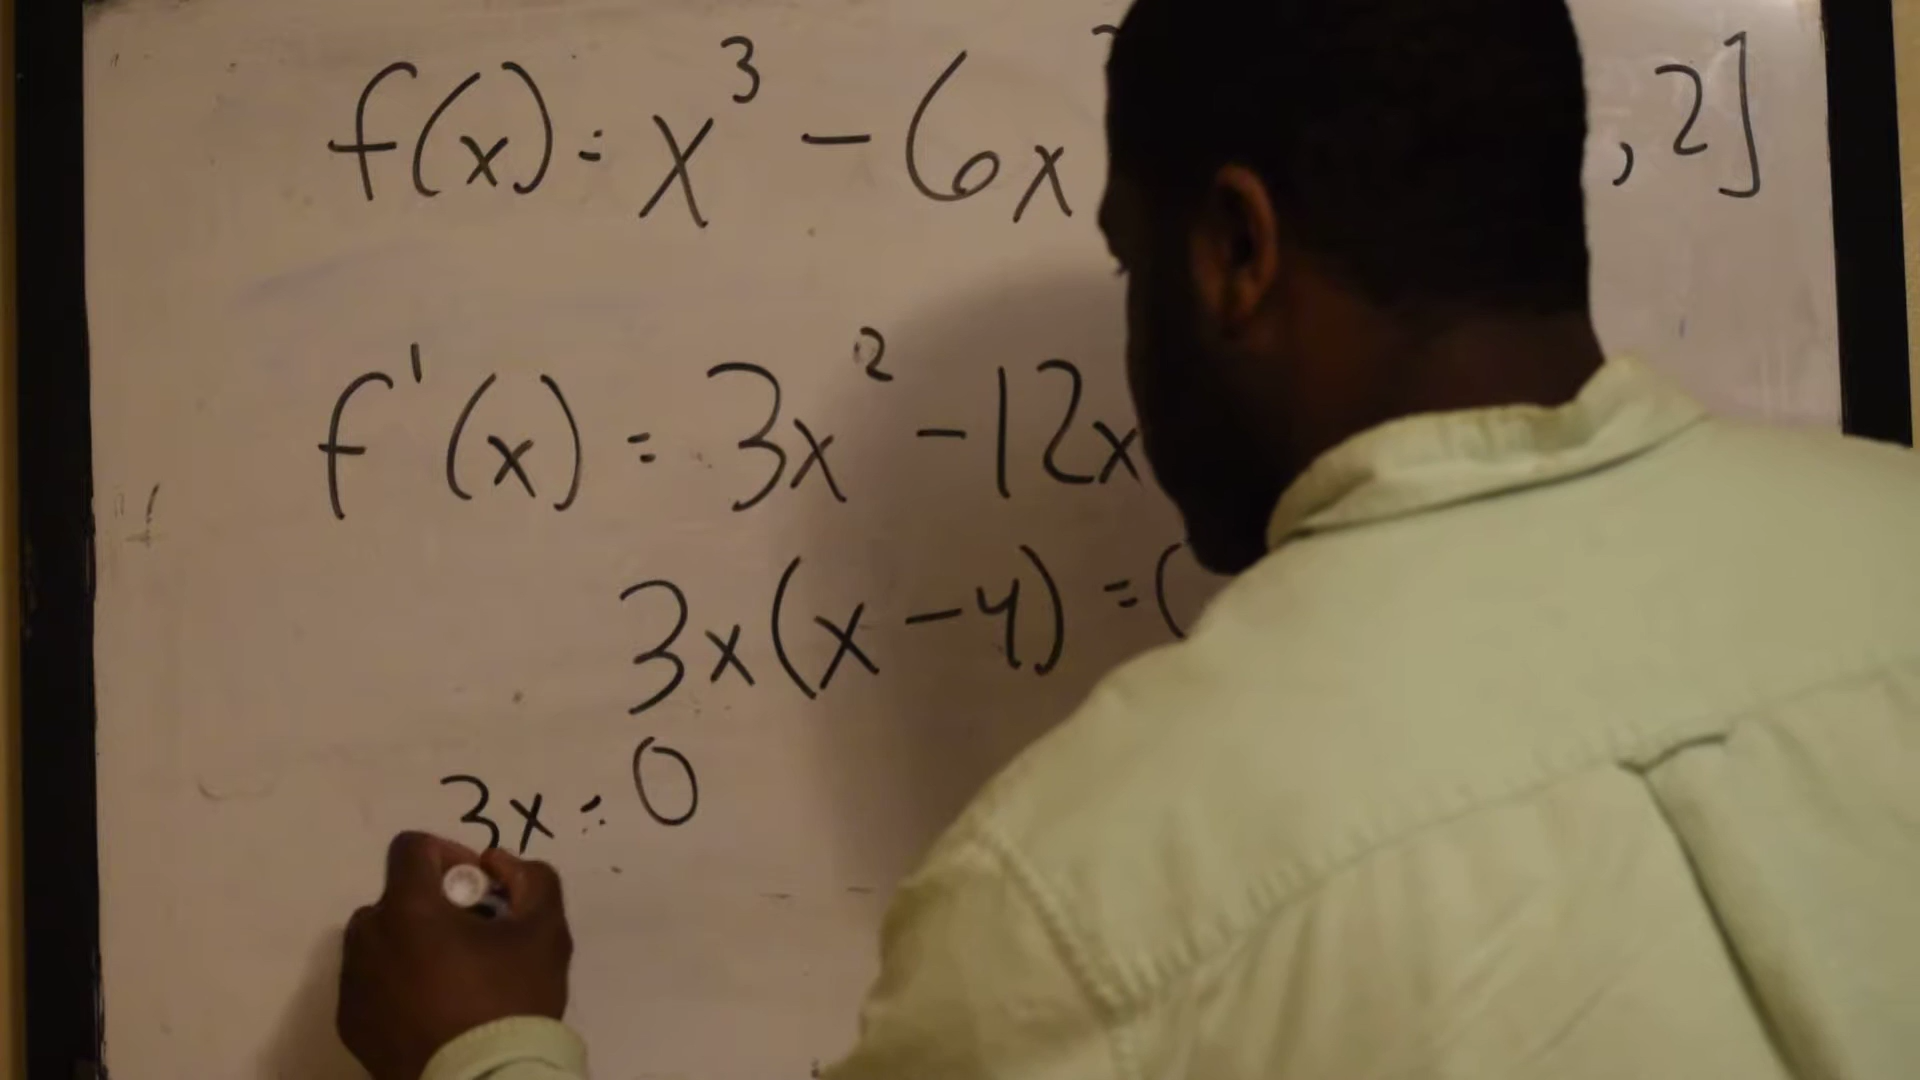 f(x) = x³ - 6x , 2]
f'(x) = 3x² - 12x
3x(x - 4) =
3x = 0